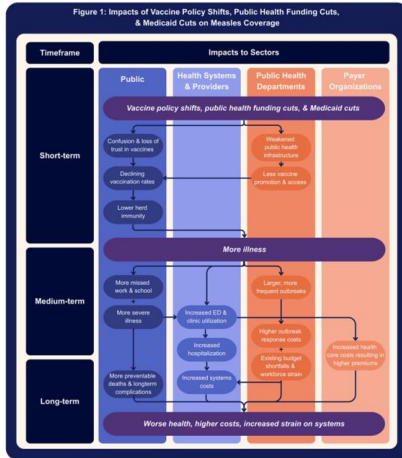 Figure 1: Impacts of Vaccine Policy Shifts, Public Health Funding Cuts,
& Medicaid Cuts on Measles Coverage
Timeframe
Impacts to Sectors
Public
Health Systems
& Providers
Public Health
Departments
Payer
Organizations
Short-term
Vaccine policy shifts, public health funding cuts, & Medicaid cuts
Confusion & loss of
trust in vaccines
Weakened
public health
infrastructure
Declining
vaccination rates
Less vaccine
promotion & access
Lower herd
immunity
More illness
Medium-term
More missed
work & school
Larger, more
frequent outbreaks
More severe
illness
Increased ED &
clinic utilization
Higher outbreak
response costs
Increased
hospitalization
Increased health
care costs resulting in
higher premiums
Existing budget
shortfalls &
workforce strain
Long-term
More preventable
deaths & longterm
complications
Increased systems
costs
Worse health, higher costs, increased strain on systems